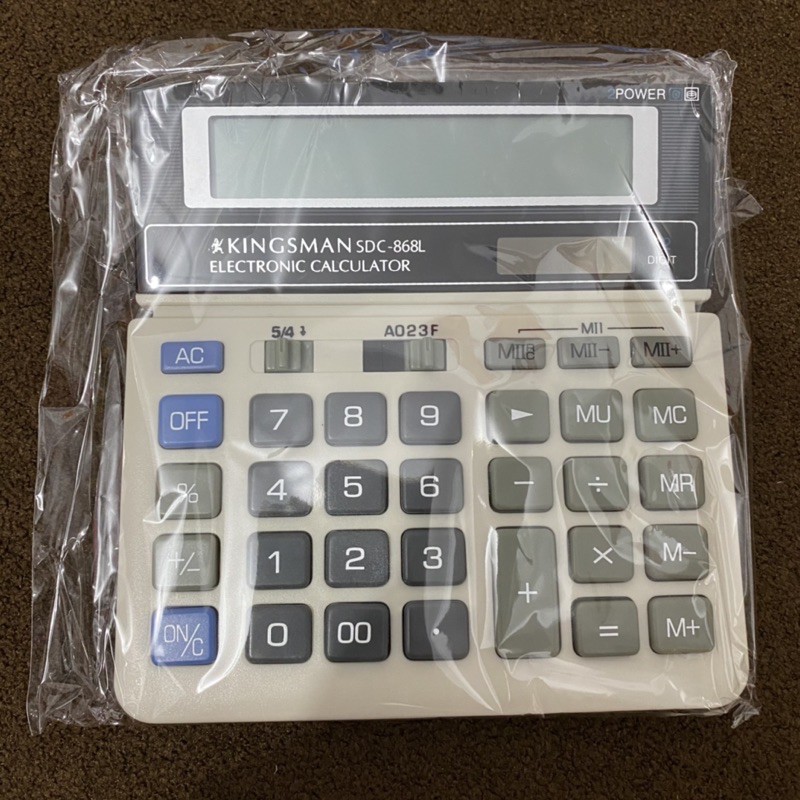 2POWER
KINGSMAN SDC-868L
ELECTRONIC CALCULATOR
DIGIT
5/4 A023F MII
AC MII MII− MII+
OFF 7 8 9 ► MU MC
% 4 5 6 − ÷ MR
+/− 1 2 3 + × M−
ON/C 0 00 . = M+